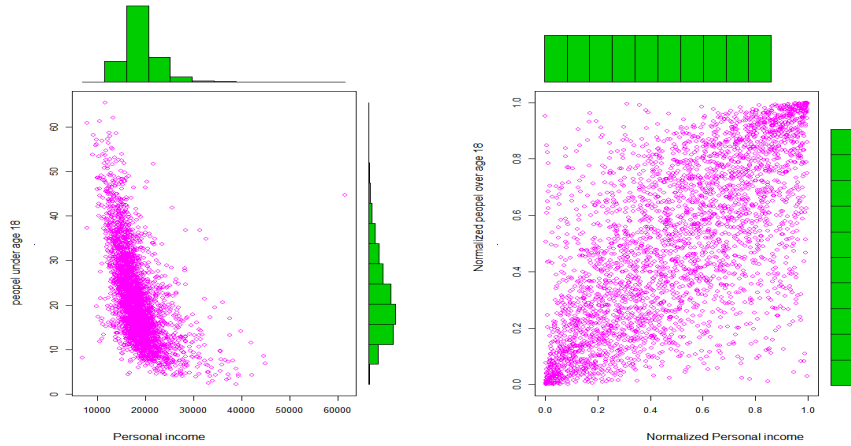 peopel under age 18
60
50
40
30
20
10
0
10000 20000 30000 40000 50000 60000
Personal income
Normalized peopel over age 18
1.0
0.8
0.6
0.4
0.2
0.0
0.0 0.2 0.4 0.6 0.8 1.0
Normalized Personal income